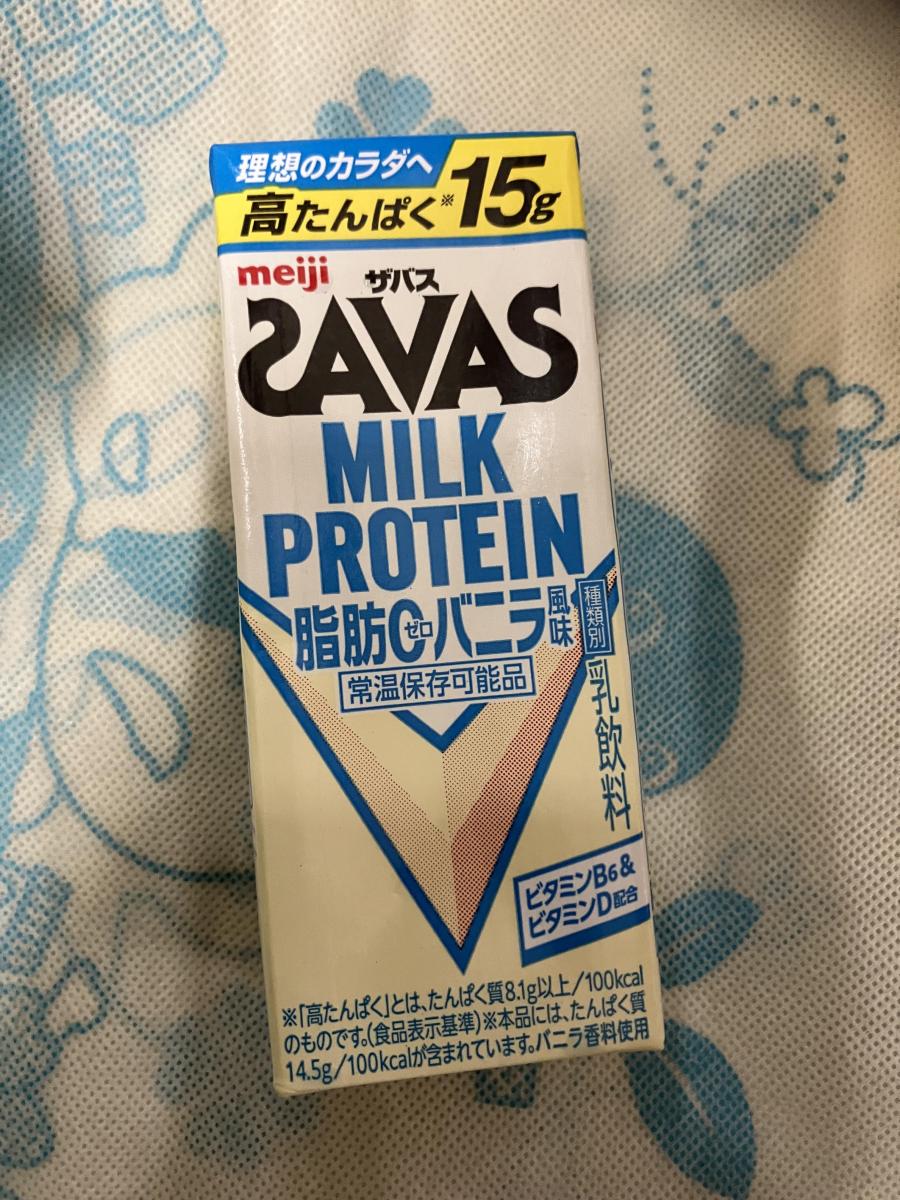 理想のカラダへ
高たんぱく※15g
meiji ザバス
SAVAS
MILK
PROTEIN
脂肪0ゼロバニラ風味
常温保存可能品
種類別
乳飲料
ビタミンB6&
ビタミンD配合
※「高たんぱく」とは、たんぱく質8.1g以上/100kcal
のものです。(食品表示基準)※本品には、たんぱく質
14.5g/100kcalが含まれています。バニラ香料使用